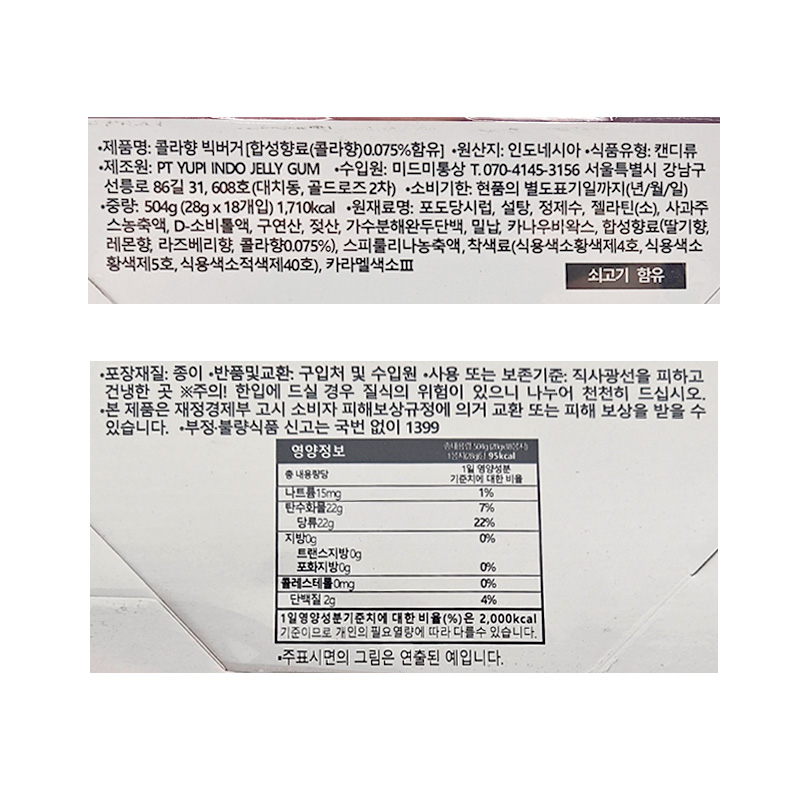 •제품명: 콜라향 빅버거[합성향료(콜라향)0.075%함유] •원산지: 인도네시아 •식품유형: 캔디류
•제조원: PT YUPI INDO JELLY GUM •수입원: 미드미통상 T.070-4145-3156 서울특별시 강남구
선릉로 86길 31, 608호(대치동, 골드로즈 2차) •소비기한: 현품의 별도표기일까지(년/월/일)
•중량: 504g (28g x 18개입) 1,710kcal •원재료명: 포도당시럽, 설탕, 정제수, 젤라틴(소), 사과주
스농축액, D-소비톨액, 구연산, 젖산, 가수분해완두단백, 밀납, 카나우바왁스, 합성향료(딸기향,
레몬향, 라즈베리향, 콜라향0.075%), 스피룰리나농축액, 착색료(식용색소황색제4호, 식용색소
황색제5호, 식용색소적색제40호), 카라멜색소Ⅲ
쇠고기 함유
•포장재질: 종이 •반품및교환: 구입처 및 수입원 •사용 또는 보존기준: 직사광선을 피하고
건냉한 곳 ※주의! 한입에 드실 경우 질식의 위험이 있으니 나누어 천천히 드십시오.
•본 제품은 재정경제부 고시 소비자 피해보상규정에 의거 교환 또는 피해 보상을 받을 수
있습니다. •부정·불량식품 신고는 국번 없이 1399
영양정보 총내용량 504g(28gx18봉지)
1봉지(28g)당 95kcal
총 내용량당 1일 영양성분
기준치에 대한 비율
나트륨15mg 1%
탄수화물22g 7%
당류22g 22%
지방0g 0%
트랜스지방0g
포화지방0g 0%
콜레스테롤0mg 0%
단백질 2g 4%
1일영양성분기준치에 대한 비율(%)은 2,000kcal
기준이므로 개인의 필요열량에 따라 다를수 있습니다.
•주표시면의 그림은 연출된 예입니다.